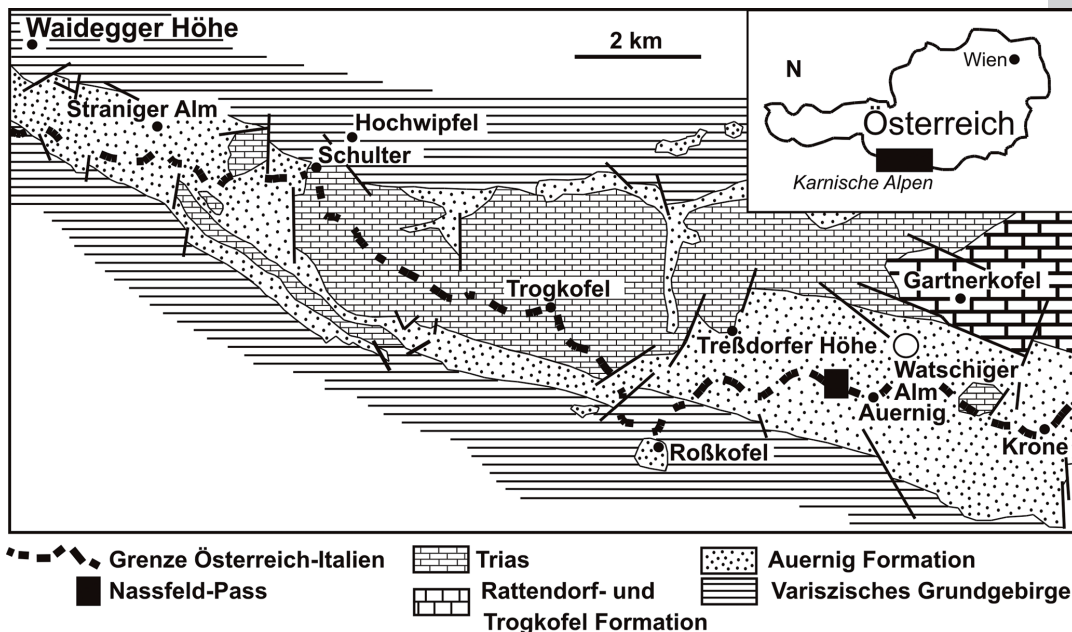 Waidegger Höhe
2 km
N
Wien
Österreich
Karnische Alpen
Straniger Alm
Hochwipfel
Schulter
Trogkofel
Gartnerkofel
Treßdorfer Höhe
Watschiger
Alm
Auernig
Krone
Roßkofel
Grenze Österreich-Italien
Nassfeld-Pass
Trias
Rattendorf- und
Trogkofel Formation
Auernig Formation
Variszisches Grundgebirge